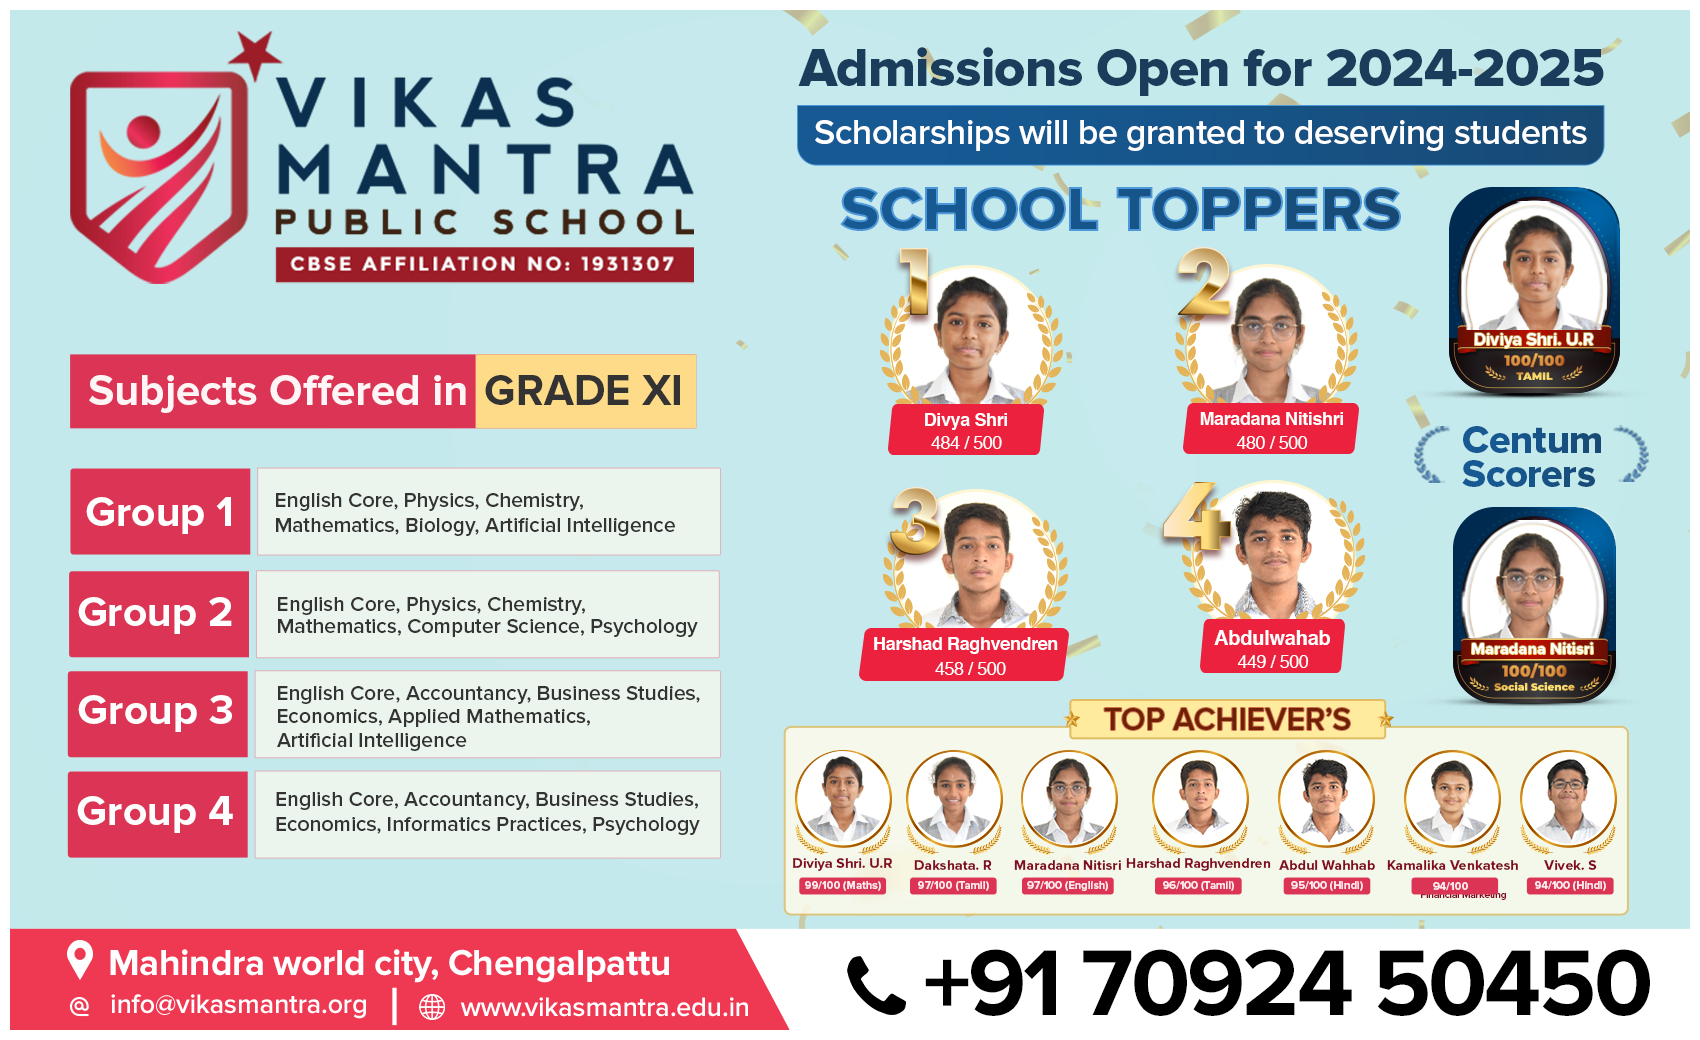 VIKAS
MANTRA
PUBLIC SCHOOL
CBSE AFFILIATION NO: 1931307
Subjects Offered in GRADE XI
Group 1
English Core, Physics, Chemistry,
Mathematics, Biology, Artificial Intelligence
Group 2
English Core, Physics, Chemistry,
Mathematics, Computer Science, Psychology
Group 3
English Core, Accountancy, Business Studies,
Economics, Applied Mathematics,
Artificial Intelligence
Group 4
English Core, Accountancy, Business Studies,
Economics, Informatics Practices, Psychology
Admissions Open for 2024-2025
Scholarships will be granted to deserving students
SCHOOL TOPPERS
1
Divya Shri
484 / 500
2
Maradana Nitishri
480 / 500
3
Harshad Raghvendren
458 / 500
4
Abdulwahab
449 / 500
Diviya Shri. U.R
100/100
TAMIL
Centum
Scorers
Maradana Nitisri
100/100
Social Science
TOP ACHIEVER'S
Diviya Shri. U.R
99/100 (Maths)
Dakshata. R
97/100 (Tamil)
Maradana Nitisri
97/100 (English)
Harshad Raghvendren
96/100 (Tamil)
Abdul Wahhab
95/100 (Hindi)
Kamalika Venkatesh
94/100
Financial Marketing
Vivek. S
94/100 (Hindi)
Mahindra world city, Chengalpattu
@ info@vikasmantra.org | www.vikasmantra.edu.in
+91 70924 50450